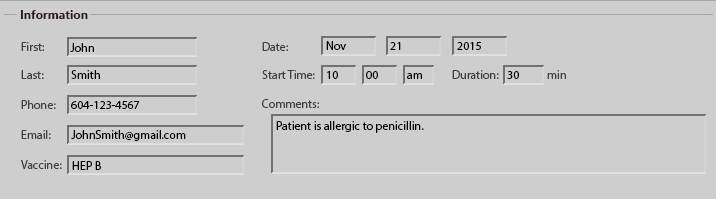 Information
First: John
Last: Smith
Phone: 604-123-4567
Email: JohnSmith@gmail.com
Vaccine: HEP B
Date: Nov 21 2015
Start Time: 10 00 am Duration: 30 min
Comments:
Patient is allergic to penicillin.